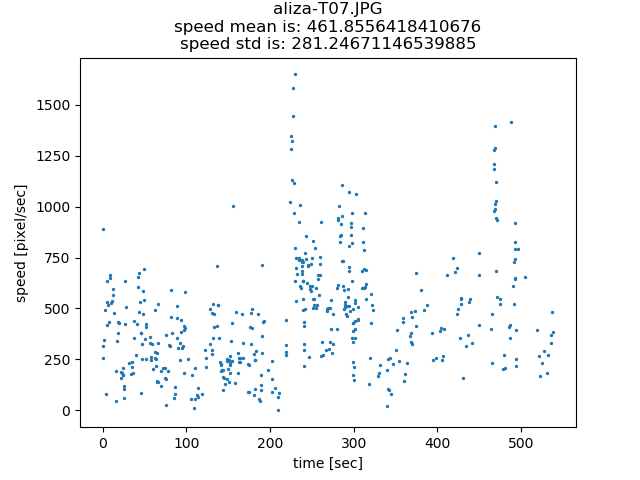 aliza-T07.JPG
speed mean is: 461.8556418410676
speed std is: 281.24671146539885
1500
1250
1000
750
500
250
0
speed [pixel/sec]
0 100 200 300 400 500
time [sec]